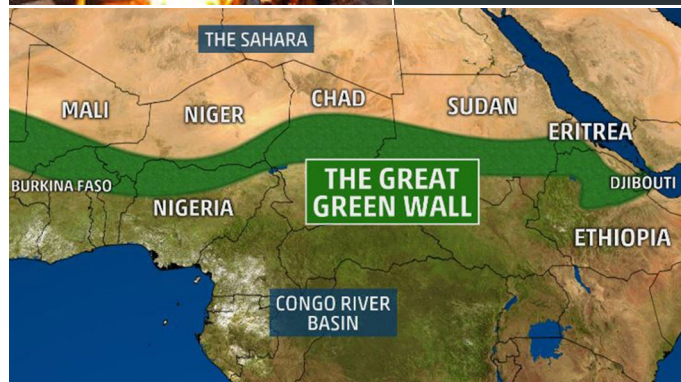 THE SAHARA
MALI
NIGER
CHAD
SUDAN
ERITREA
BURKINA FASO
NIGERIA
THE GREAT
GREEN WALL
DJIBOUTI
ETHIOPIA
CONGO RIVER
BASIN